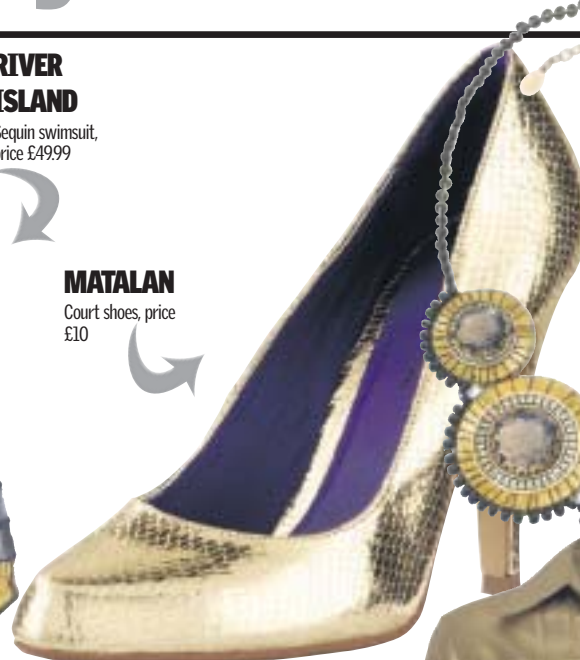 RIVER
ISLAND
Sequin swimsuit,
price £49.99
MATALAN
Court shoes, price
£10